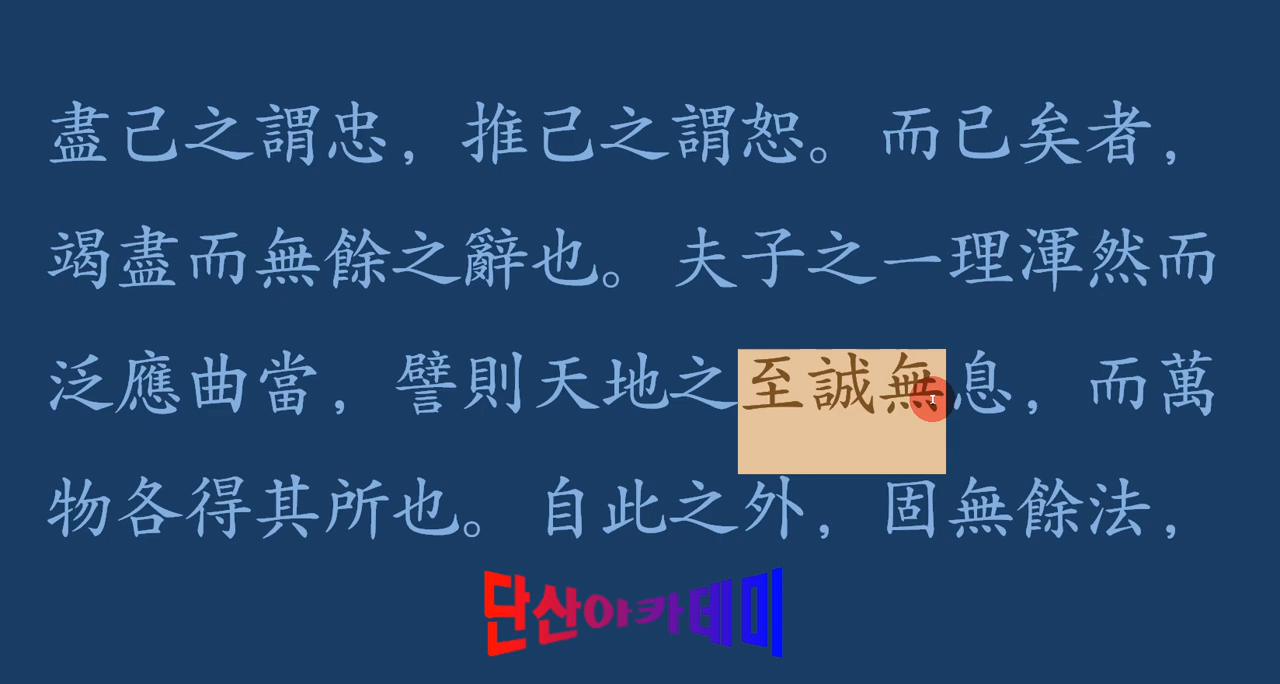 盡己之謂忠，推己之謂恕。而已矣者，
竭盡而無餘之辭也。夫子之一理渾然而
泛應曲當，譬則天地之至誠無息，而萬
物各得其所也。自此之外，固無餘法，
단산아카데미